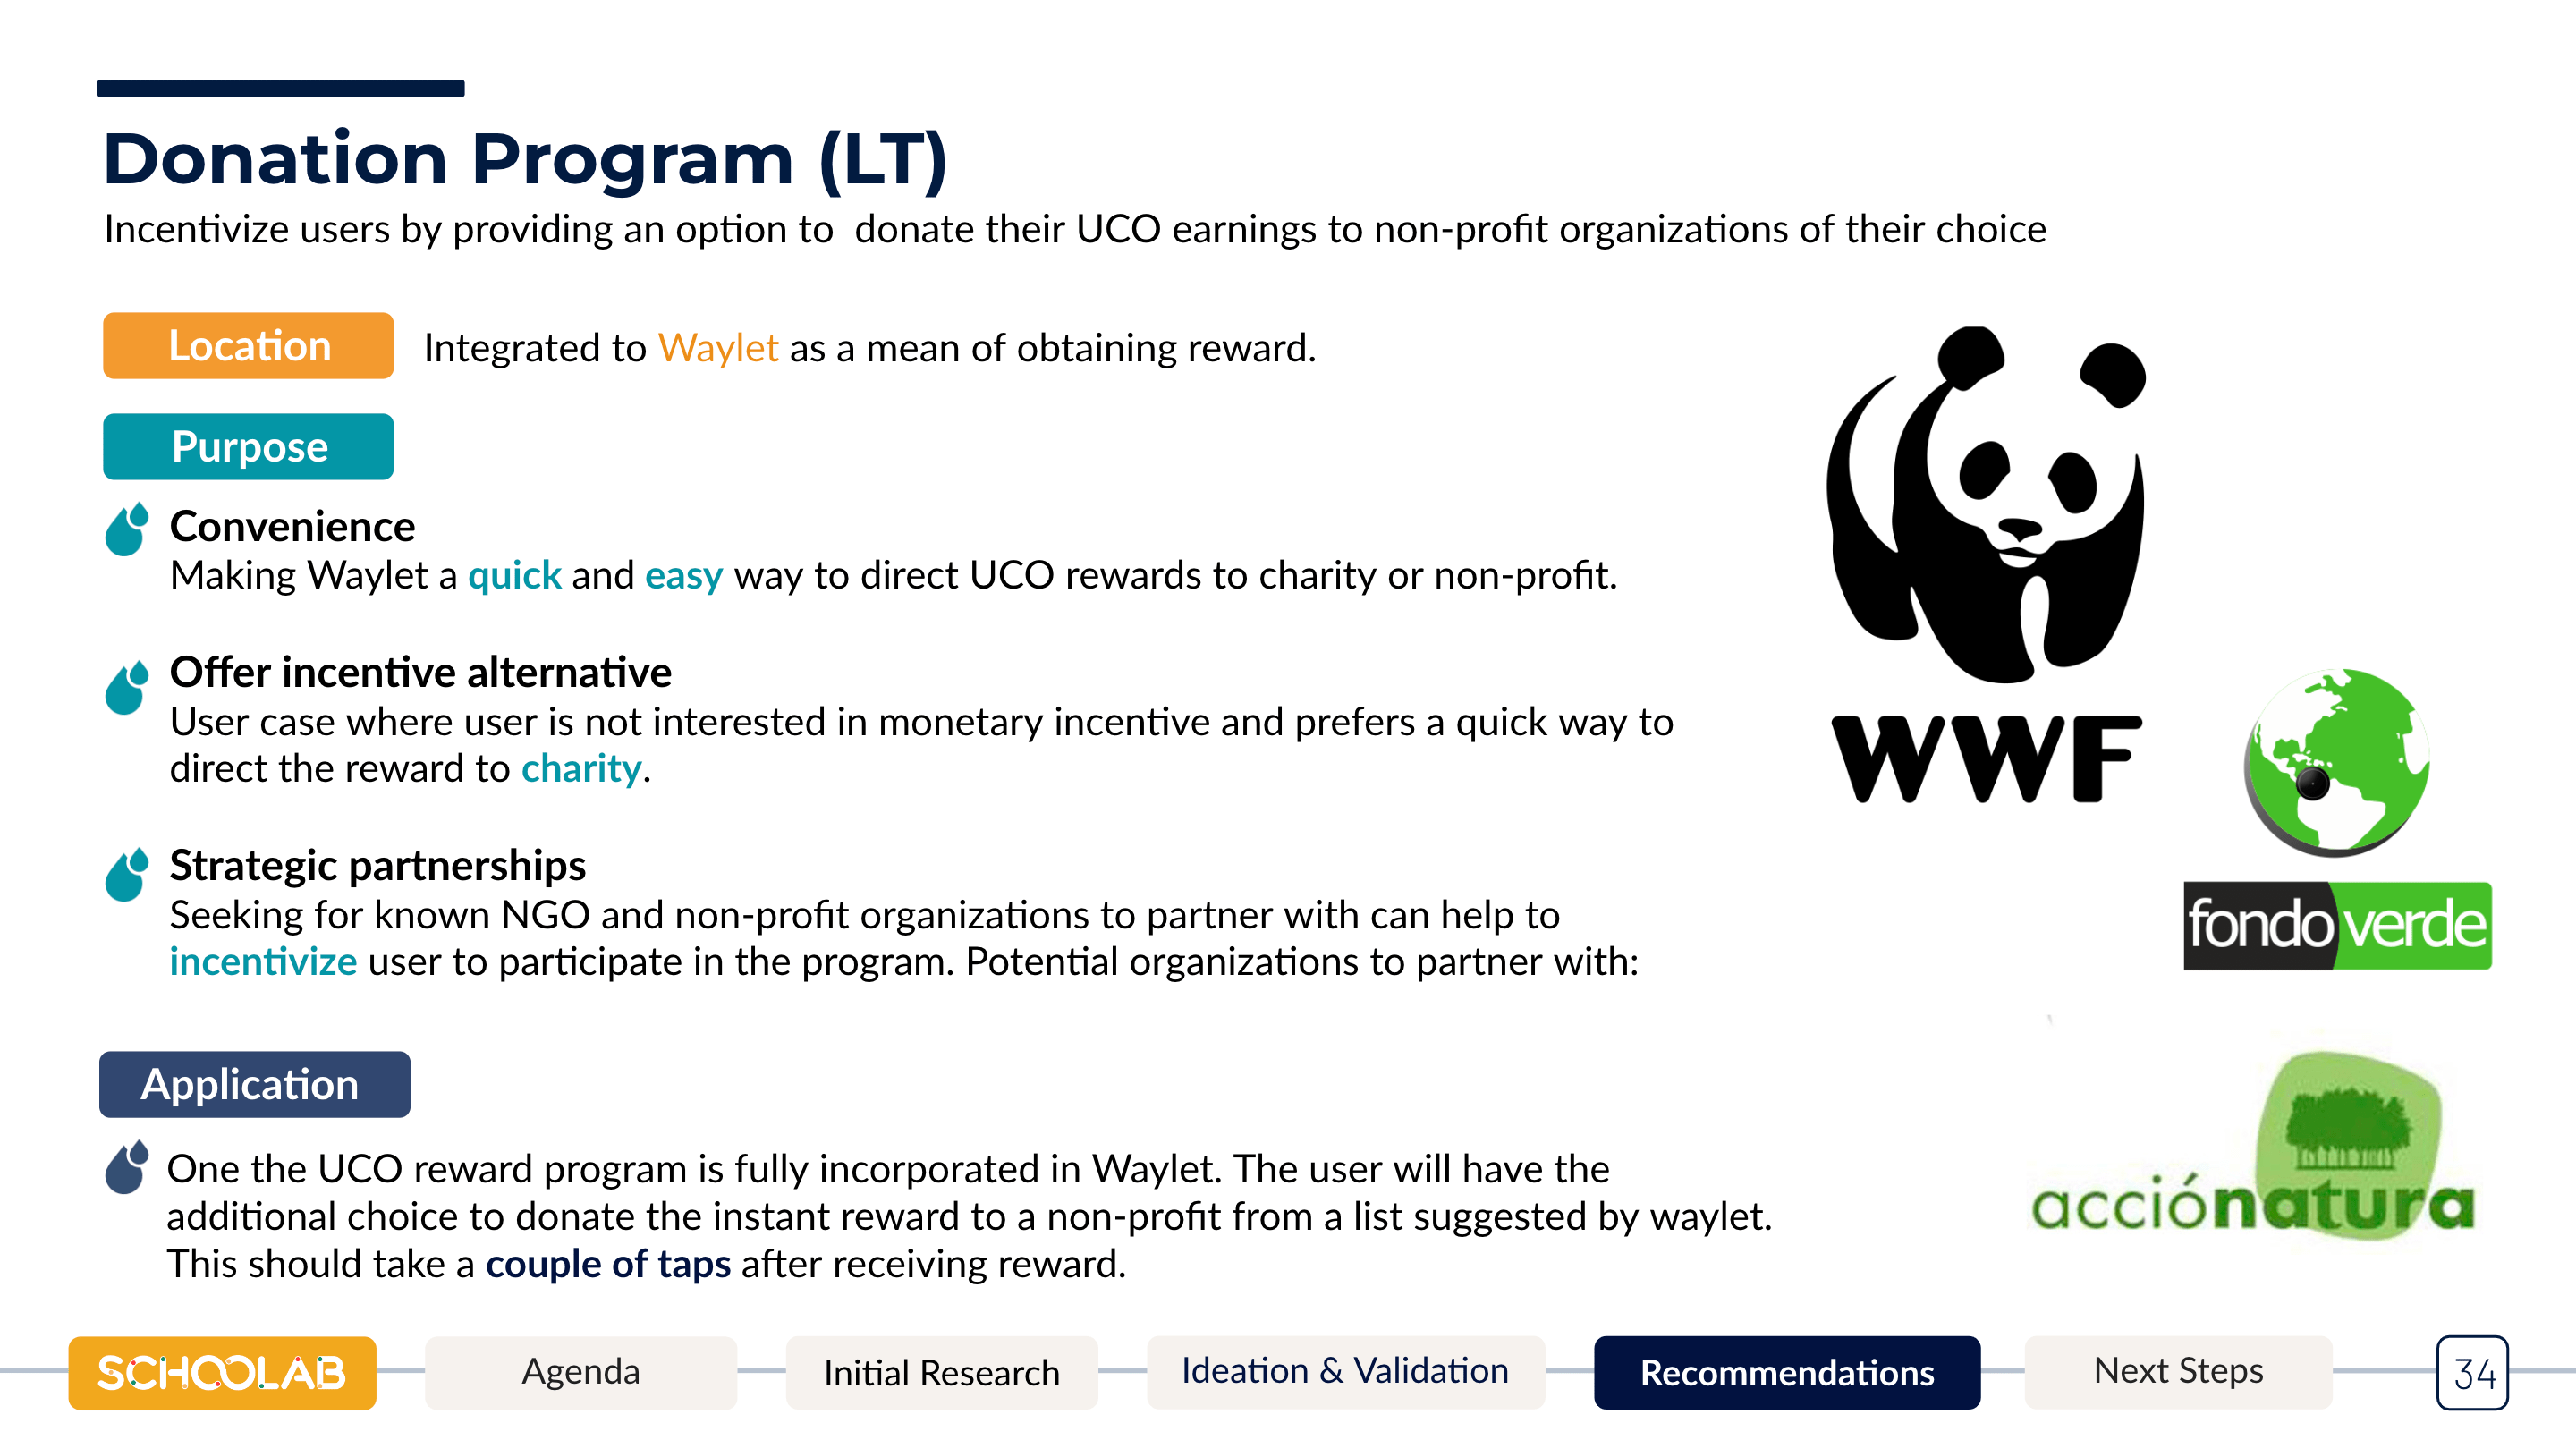 Donation Program (LT)
Incentivize users by providing an option to  donate their UCO earnings to non-profit organizations of their choice
Location
Integrated to Waylet as a mean of obtaining reward.
Purpose
Convenience
Making Waylet a quick and easy way to direct UCO rewards to charity or non-profit.
Offer incentive alternative
User case where user is not interested in monetary incentive and prefers a quick way to
direct the reward to charity.
Strategic partnerships
Seeking for known NGO and non-profit organizations to partner with can help to
incentivize user to participate in the program. Potential organizations to partner with:
WWF
fondo verde
acciónatura
Application
One the UCO reward program is fully incorporated in Waylet. The user will have the
additional choice to donate the instant reward to a non-profit from a list suggested by waylet.
This should take a couple of taps after receiving reward.
SCHOOLAB
Agenda
Initial Research
Ideation & Validation
Recommendations
Next Steps
34